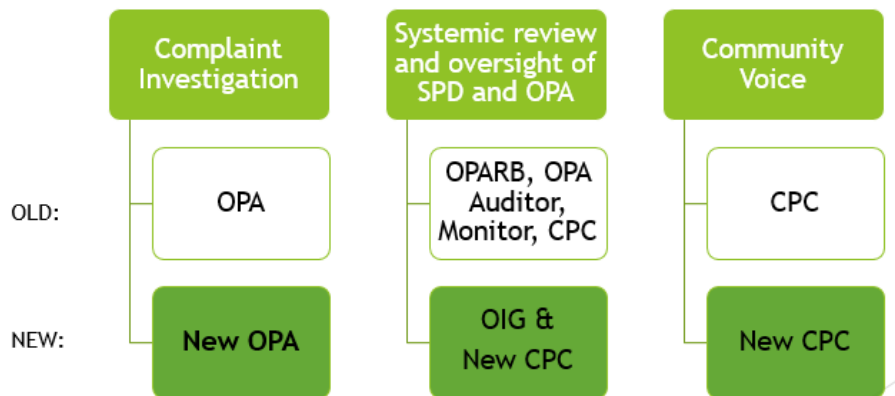 Complaint
Investigation
Systemic review
and oversight of
SPD and OPA
Community
Voice
OLD:
OPA
OPARB, OPA
Auditor,
Monitor, CPC
CPC
NEW:
New OPA
OIG &
New CPC
New CPC